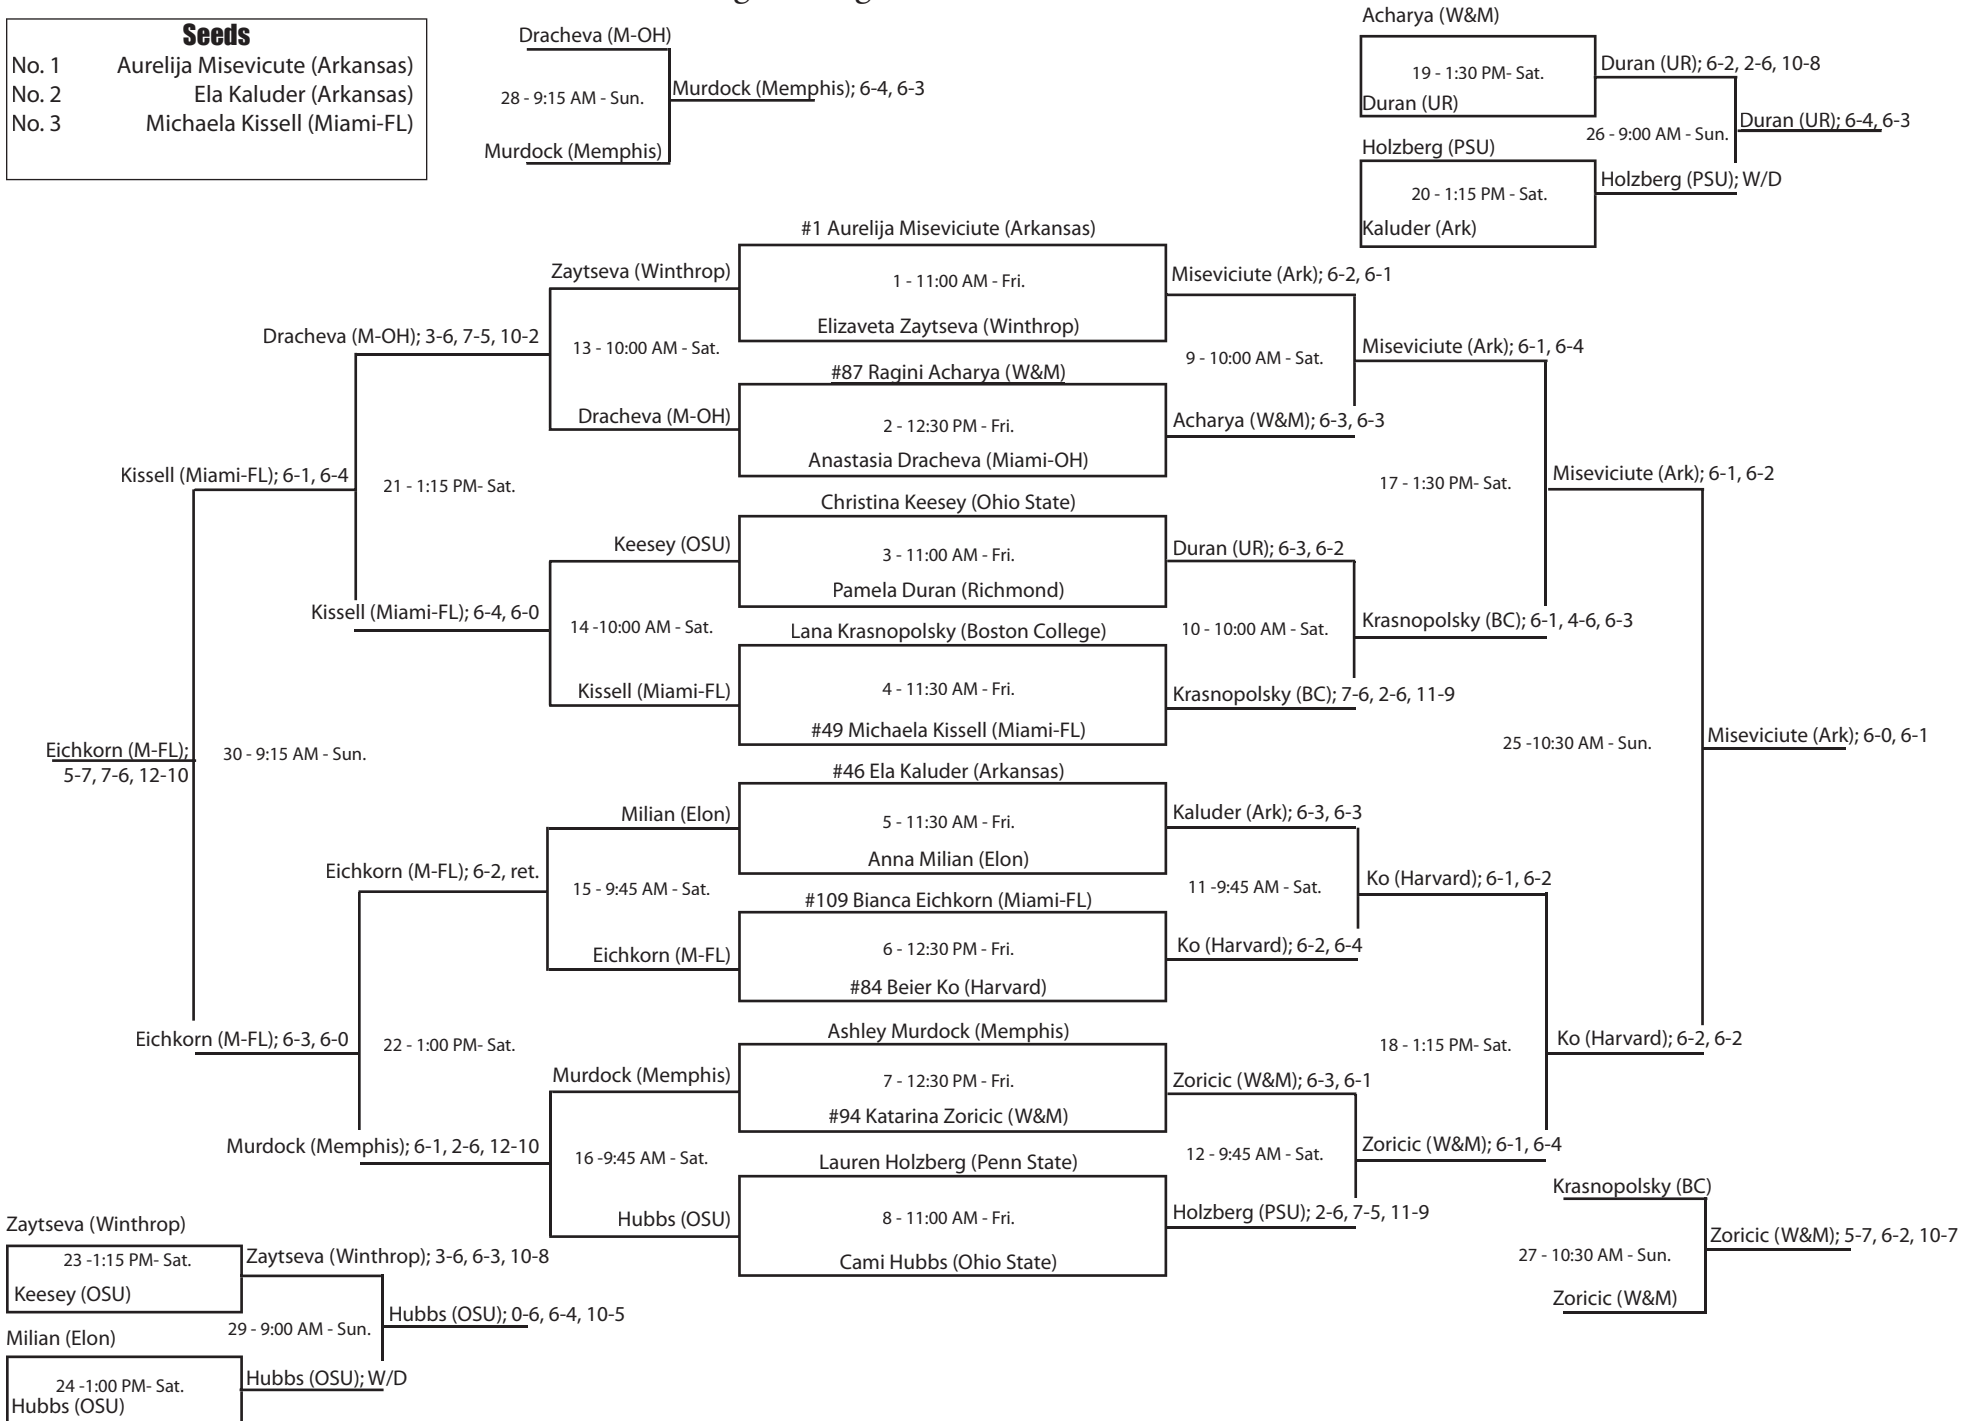 Seeds
No. 1 Aurelija Misevicute (Arkansas)
No. 2 Ela Kaluder (Arkansas)
No. 3 Michaela Kissell (Miami-FL)
Dracheva (M-OH)
28 - 9:15 AM - Sun.
Murdock (Memphis); 6-4, 6-3
Murdock (Memphis)
Acharya (W&M)
19 - 1:30 PM- Sat.
Duran (UR)
Duran (UR); 6-2, 2-6, 10-8
26 - 9:00 AM - Sun.
Duran (UR); 6-4, 6-3
Holzberg (PSU)
20 - 1:15 PM - Sat.
Kaluder (Ark)
Holzberg (PSU); W/D
#1 Aurelija Miseviciute (Arkansas)
1 - 11:00 AM - Fri.
Elizaveta Zaytseva (Winthrop)
#87 Ragini Acharya (W&M)
2 - 12:30 PM - Fri.
Anastasia Dracheva (Miami-OH)
Christina Keesey (Ohio State)
3 - 11:00 AM - Fri.
Pamela Duran (Richmond)
Lana Krasnopolsky (Boston College)
4 - 11:30 AM - Fri.
#49 Michaela Kissell (Miami-FL)
#46 Ela Kaluder (Arkansas)
5 - 11:30 AM - Fri.
Anna Milian (Elon)
#109 Bianca Eichkorn (Miami-FL)
6 - 12:30 PM - Fri.
#84 Beier Ko (Harvard)
Ashley Murdock (Memphis)
7 - 12:30 PM - Fri.
#94 Katarina Zoricic (W&M)
Lauren Holzberg (Penn State)
8 - 11:00 AM - Fri.
Cami Hubbs (Ohio State)
Zaytseva (Winthrop)
13 - 10:00 AM - Sat.
Dracheva (M-OH)
Keesey (OSU)
14 -10:00 AM - Sat.
Kissell (Miami-FL)
Milian (Elon)
15 - 9:45 AM - Sat.
Eichkorn (M-FL)
Murdock (Memphis)
16 -9:45 AM - Sat.
Hubbs (OSU)
Dracheva (M-OH); 3-6, 7-5, 10-2
21 - 1:15 PM- Sat.
Kissell (Miami-FL); 6-4, 6-0
Eichkorn (M-FL); 6-2, ret.
22 - 1:00 PM- Sat.
Murdock (Memphis); 6-1, 2-6, 12-10
Kissell (Miami-FL); 6-1, 6-4
30 - 9:15 AM - Sun.
Eichkorn (M-FL); 6-3, 6-0
Eichkorn (M-FL);
5-7, 7-6, 12-10
Miseviciute (Ark); 6-2, 6-1
9 - 10:00 AM - Sat.
Acharya (W&M); 6-3, 6-3
Duran (UR); 6-3, 6-2
10 - 10:00 AM - Sat.
Krasnopolsky (BC); 7-6, 2-6, 11-9
Kaluder (Ark); 6-3, 6-3
11 -9:45 AM - Sat.
Ko (Harvard); 6-2, 6-4
Zoricic (W&M); 6-3, 6-1
12 - 9:45 AM - Sat.
Holzberg (PSU); 2-6, 7-5, 11-9
Miseviciute (Ark); 6-1, 6-4
17 - 1:30 PM- Sat.
Krasnopolsky (BC); 6-1, 4-6, 6-3
Ko (Harvard); 6-1, 6-2
18 - 1:15 PM- Sat.
Zoricic (W&M); 6-1, 6-4
Miseviciute (Ark); 6-1, 6-2
25 -10:30 AM - Sun.
Ko (Harvard); 6-2, 6-2
Miseviciute (Ark); 6-0, 6-1
Krasnopolsky (BC)
27 - 10:30 AM - Sun.
Zoricic (W&M); 5-7, 6-2, 10-7
Zoricic (W&M)
Zaytseva (Winthrop)
23 -1:15 PM- Sat.
Keesey (OSU)
Zaytseva (Winthrop); 3-6, 6-3, 10-8
29 - 9:00 AM - Sun.
Hubbs (OSU); 0-6, 6-4, 10-5
Milian (Elon)
24 -1:00 PM- Sat.
Hubbs (OSU)
Hubbs (OSU); W/D